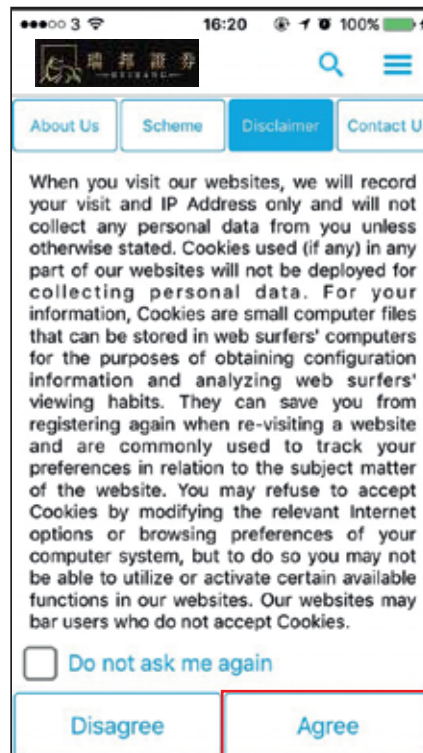 3 16:20 100%
瑞邦證券
About Us Scheme Disclaimer Contact U
When you visit our websites, we will record
your visit and IP Address only and will not
collect any personal data from you unless
otherwise stated. Cookies used (if any) in any
part of our websites will not be deployed for
collecting personal data. For your
information, Cookies are small computer files
that can be stored in web surfers' computers
for the purposes of obtaining configuration
information and analyzing web surfers'
viewing habits. They can save you from
registering again when re-visiting a website
and are commonly used to track your
preferences in relation to the subject matter
of the website. You may refuse to accept
Cookies by modifying the relevant Internet
options or browsing preferences of your
computer system, but to do so you may not
be able to utilize or activate certain available
functions in our websites. Our websites may
bar users who do not accept Cookies.
Do not ask me again
Disagree Agree